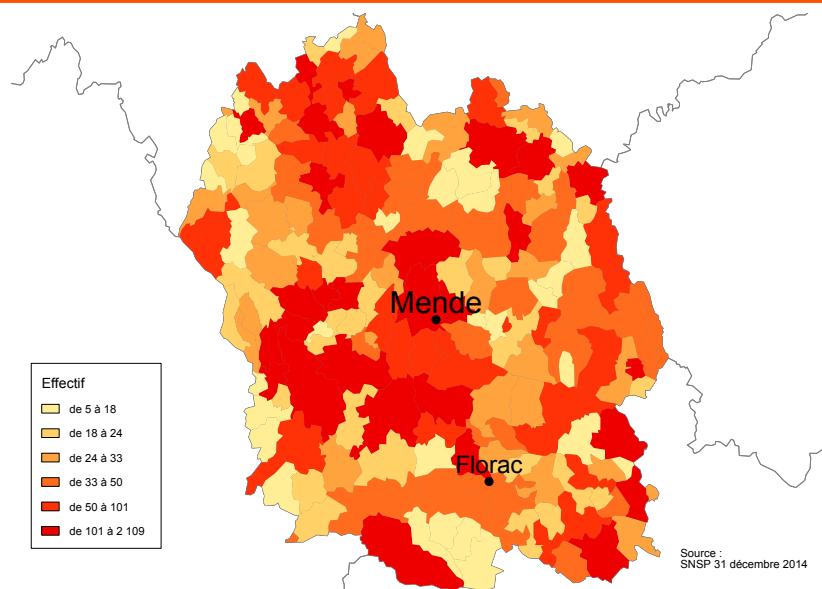 Mende
Florac
Effectif
de 5 à 18
de 18 à 24
de 24 à 33
de 33 à 50
de 50 à 101
de 101 à 2 109
Source :
SNSP 31 décembre 2014